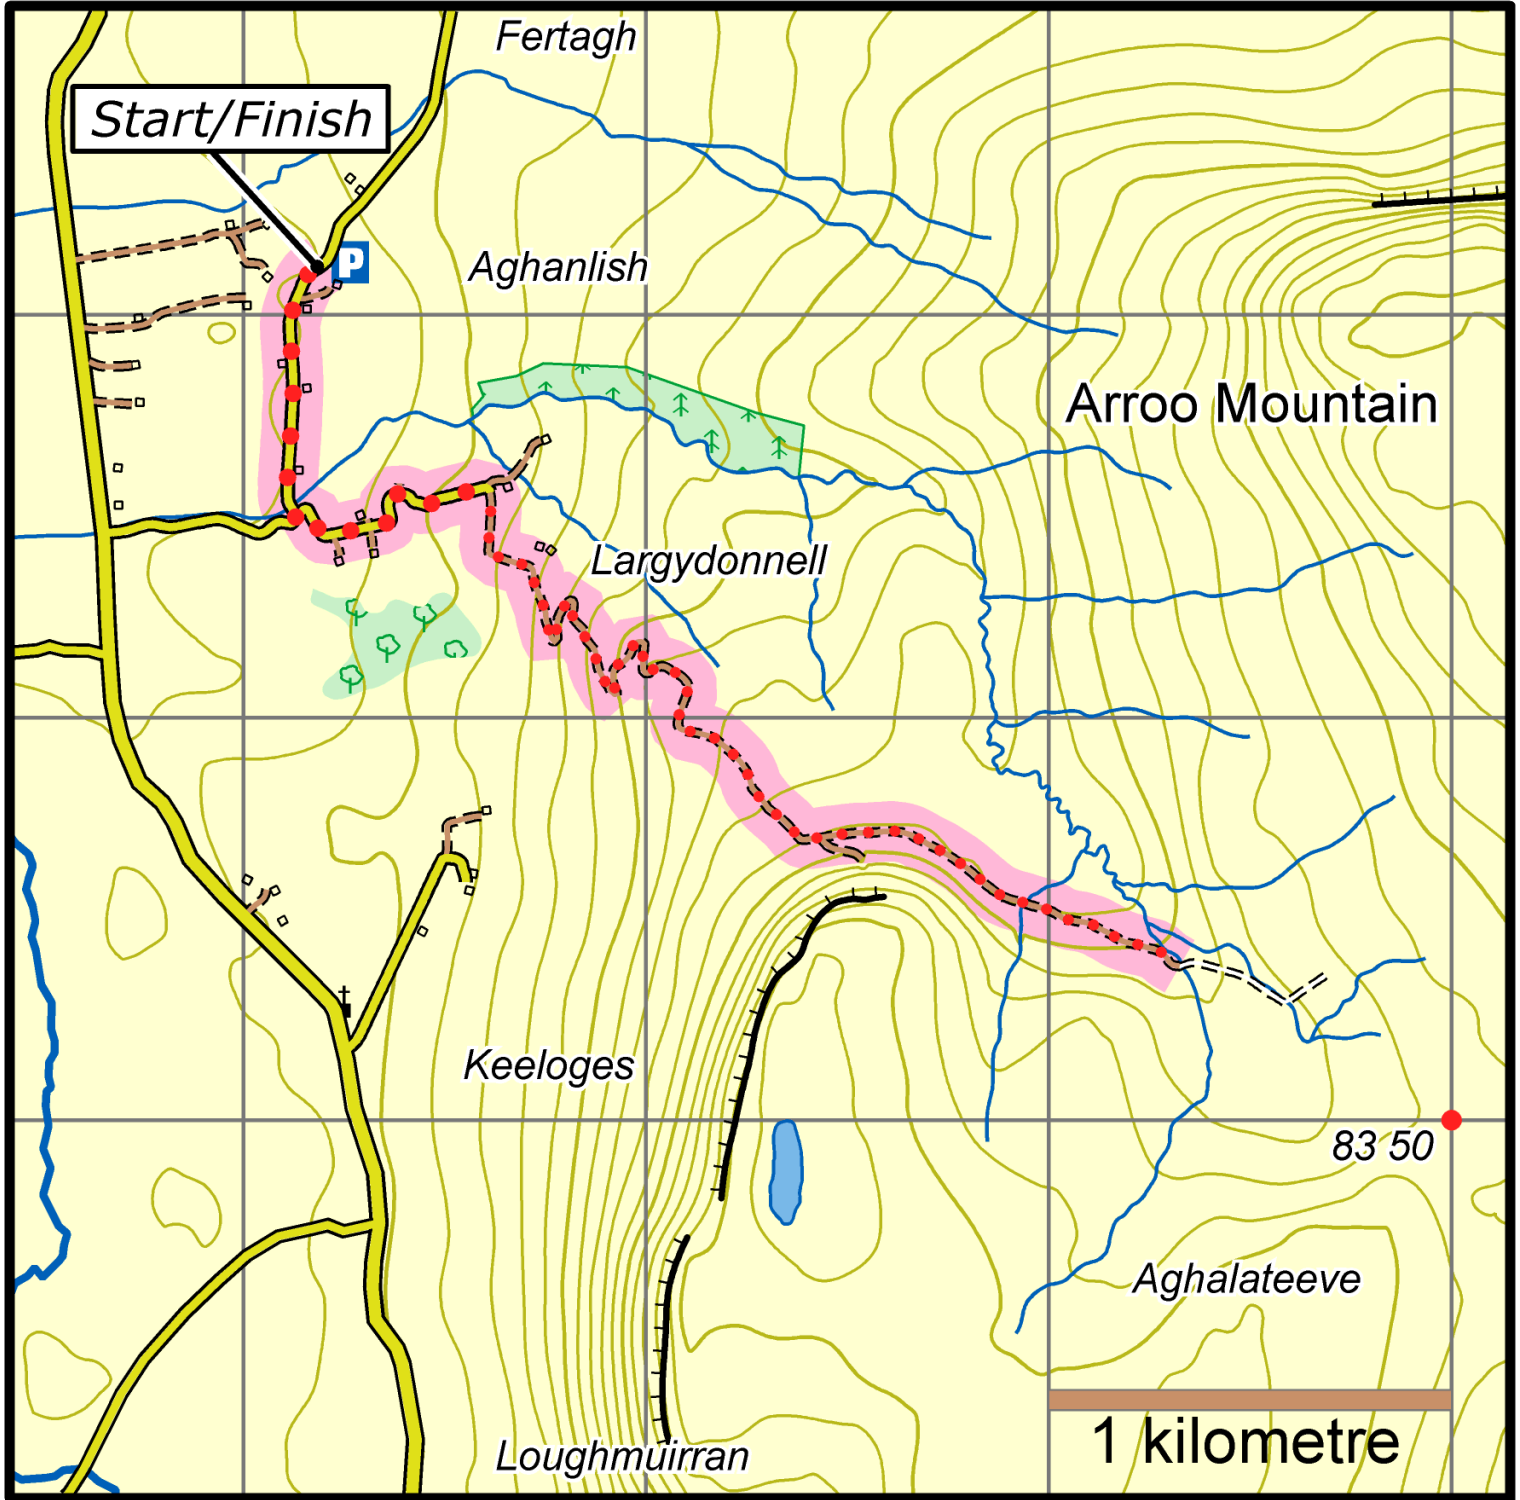 Fertagh
Start/Finish
P
Aghanlish
Arroo Mountain
Largydonnell
Keeloges
83 50
Aghalateeve
1 kilometre
Loughmuirran